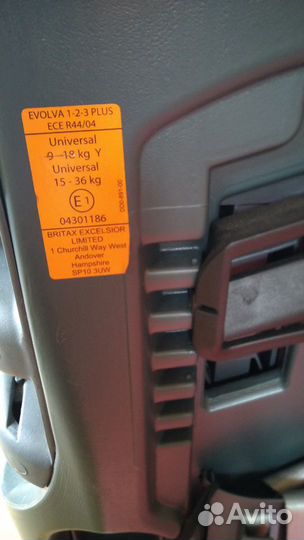 EVOLVA 1-2-3 PLUS
ECE R44/04
Universal
9 -18 kg Y
Universal
15 - 36 kg
E1
04301186
BRITAX EXCELSIOR
LIMITED
1 Churchill Way West
Andover
Hampshire
SP10 3UW
Avito